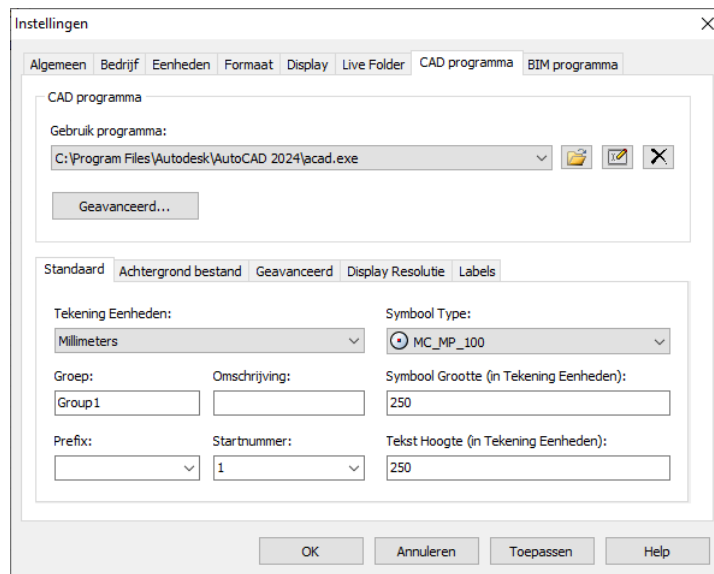 Instellingen
Algemeen Bedrijf Eenheden Formaat Display Live Folder CAD programma BIM programma
CAD programma
Gebruik programma:
C:\Program Files\Autodesk\AutoCAD 2024\acad.exe
Geavanceerd...
Standaard Achtergrond bestand Geavanceerd Display Resolutie Labels
Tekening Eenheden: Symbool Type:
Millimeters MC_MP_100
Groep: Omschrijving: Symbool Grootte (in Tekening Eenheden):
Group1 250
Prefix: Startnummer: Tekst Hoogte (in Tekening Eenheden):
1 250
OK Annuleren Toepassen Help